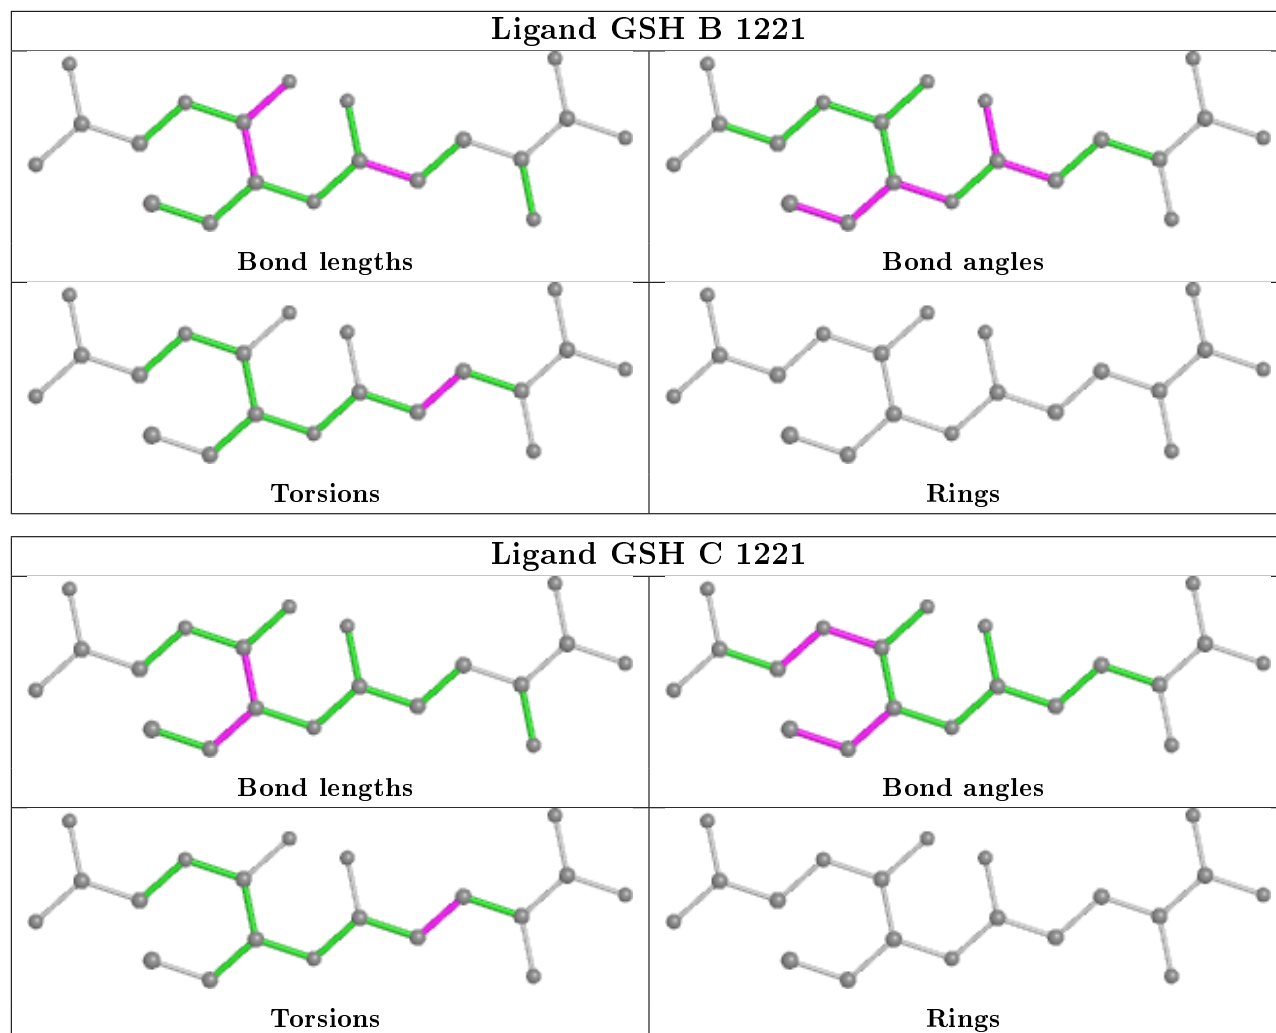 Ligand GSH B 1221
Bond lengths
Bond angles
Torsions
Rings
Ligand GSH C 1221
Bond lengths
Bond angles
Torsions
Rings